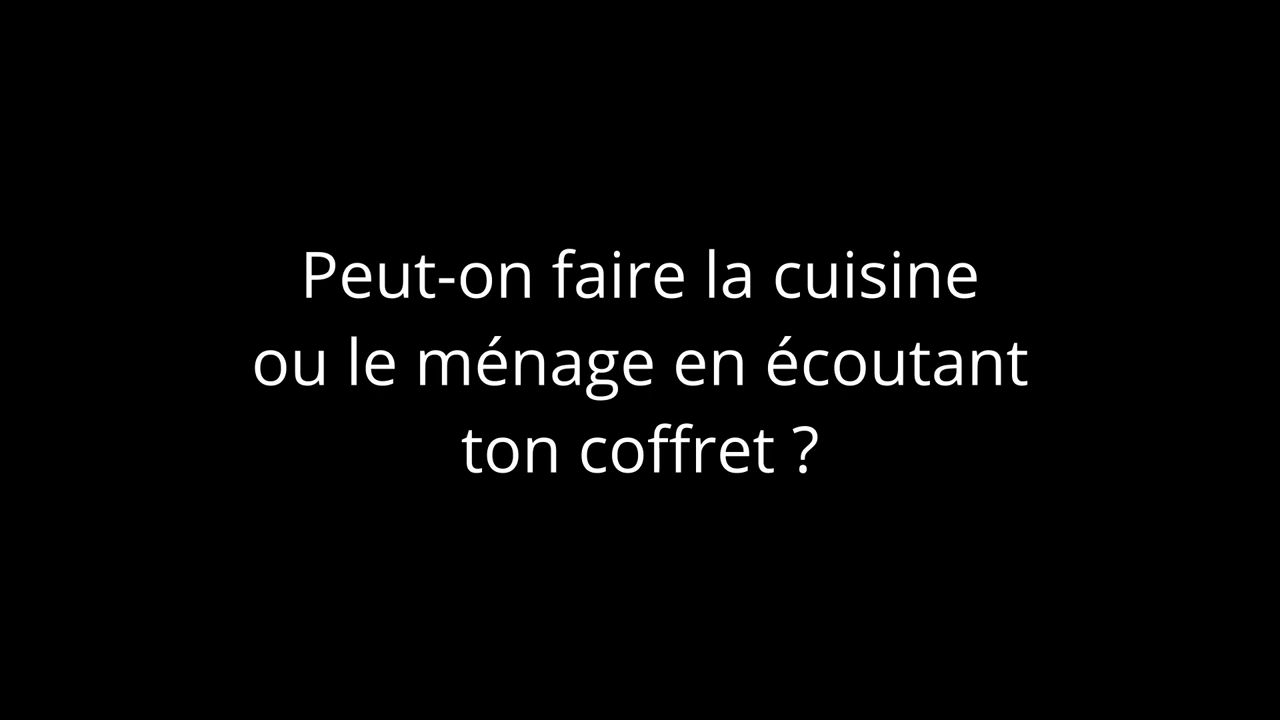 Peut-on faire la cuisine
ou le ménage en écoutant
ton coffret ?